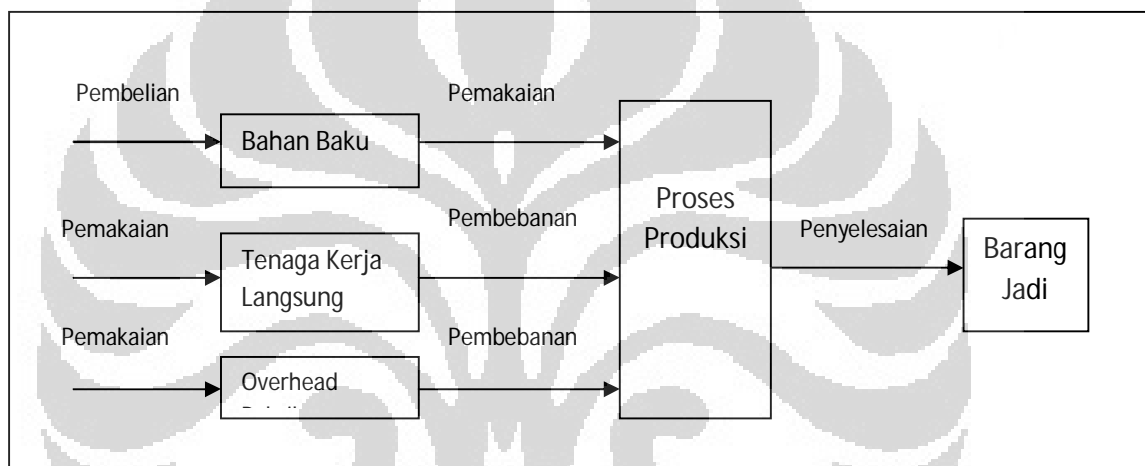 Pembelian
Bahan Baku
Pemakaian
Pemakaian
Tenaga Kerja
Langsung
Pembebanan
Pemakaian
Overhead
Pembebanan
Proses
Produksi
Penyelesaian
Barang
Jadi